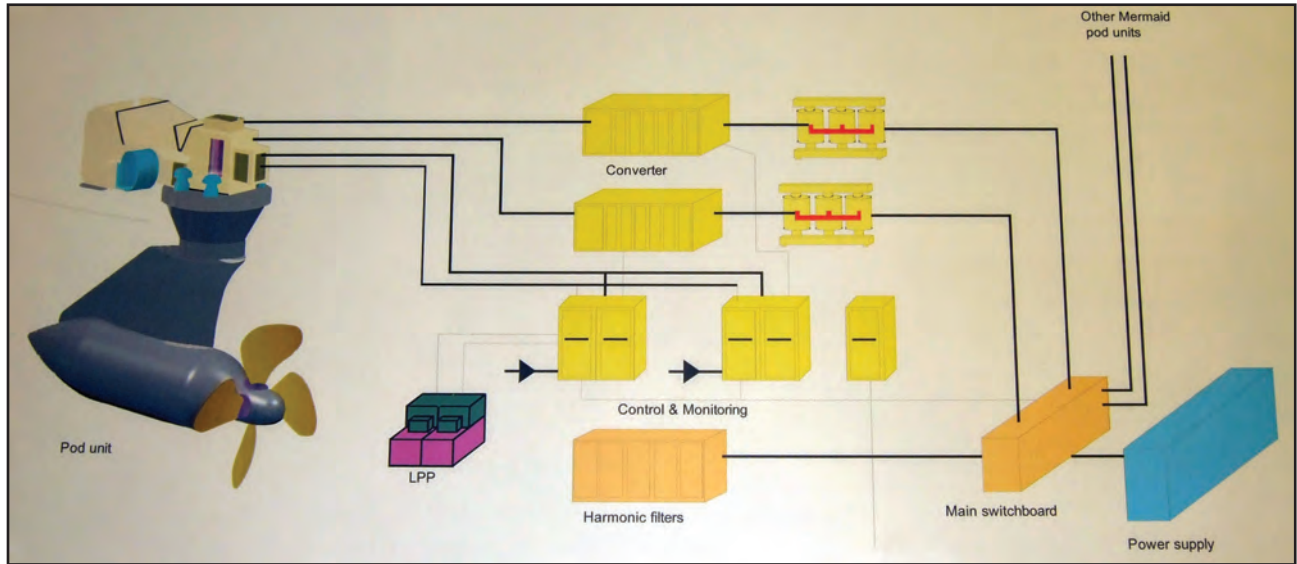 Other Mermaid
pod units
Converter
Control & Monitoring
Pod unit
LPP
Harmonic filters
Main switchboard
Power supply